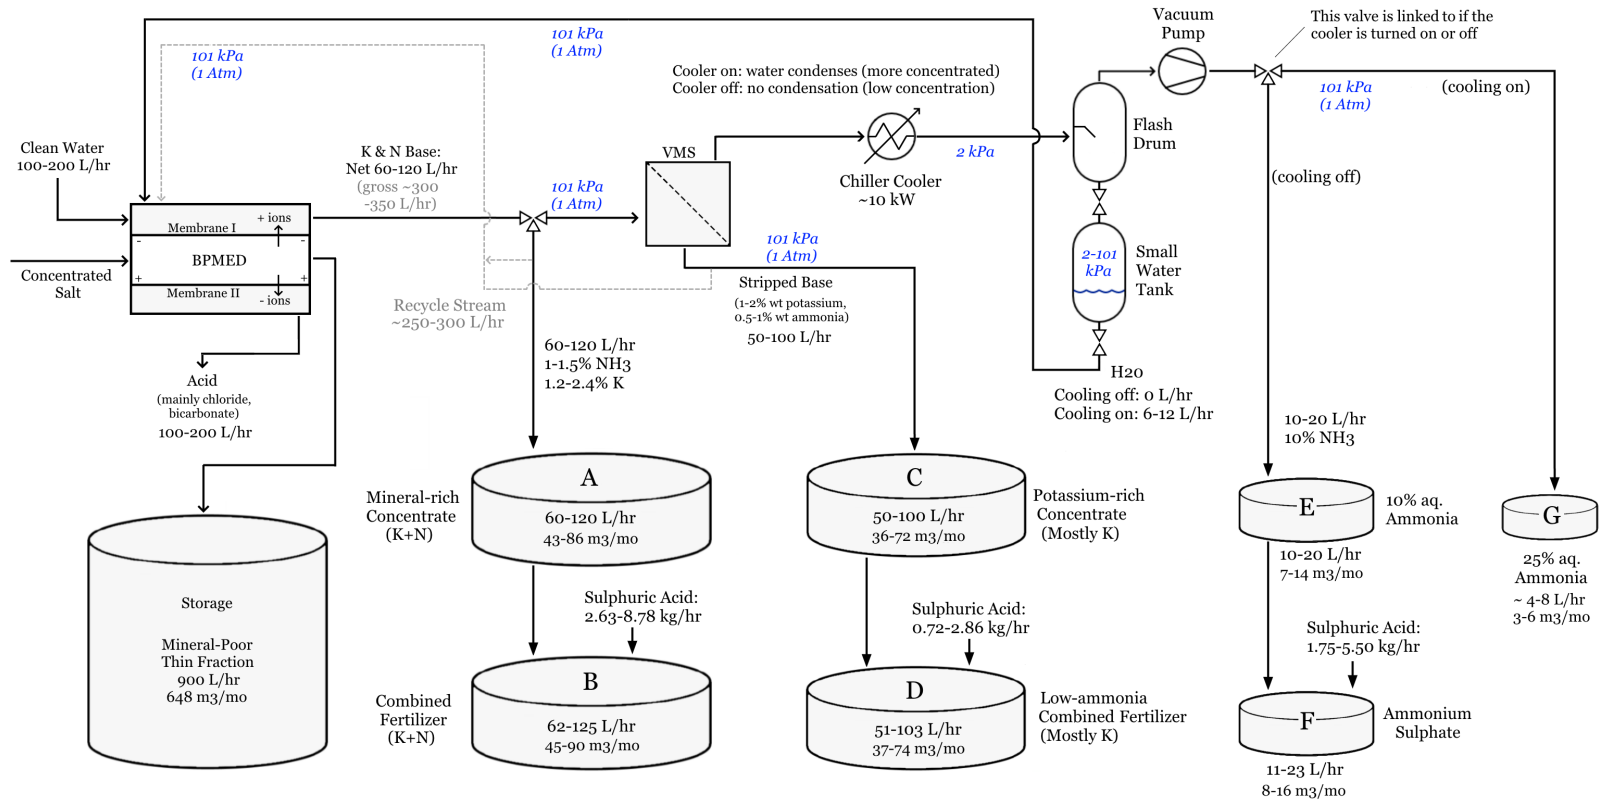 Vacuum
Pump
This valve is linked to if the
cooler is turned on or off
101 kPa
(1 Atm)
101 kPa
(1 Atm)
Cooler on: water condenses (more concentrated)
Cooler off: no condensation (low concentration)
101 kPa
(1 Atm)
(cooling on)
Flash
Drum
Clean Water
100-200 L/hr
K & N Base:
Net 60-120 L/hr
(gross ~300
-350 L/hr)
101 kPa
(1 Atm)
VMS
2 kPa
Chiller Cooler
~10 kW
(cooling off)
+ ions
Membrane I
-
-
BPMED
+
+
Membrane II
- ions
Concentrated
Salt
101 kPa
(1 Atm)
Stripped Base
(1-2% wt potassium,
0.5-1% wt ammonia)
50-100 L/hr
2-101
kPa
Small
Water
Tank
Recycle Stream
~250-300 L/hr
60-120 L/hr
1-1.5% NH3
1.2-2.4% K
Acid
(mainly chloride,
bicarbonate)
100-200 L/hr
H20
Cooling off: 0 L/hr
Cooling on: 6-12 L/hr
10-20 L/hr
10% NH3
Mineral-rich
Concentrate
(K+N)
A
60-120 L/hr
43-86 m3/mo
C
50-100 L/hr
36-72 m3/mo
Potassium-rich
Concentrate
(Mostly K)
E
10% aq.
Ammonia
10-20 L/hr
7-14 m3/mo
G
25% aq.
Ammonia
~ 4-8 L/hr
3-6 m3/mo
Storage
Mineral-Poor
Thin Fraction
900 L/hr
648 m3/mo
Sulphuric Acid:
2.63-8.78 kg/hr
Sulphuric Acid:
0.72-2.86 kg/hr
Sulphuric Acid:
1.75-5.50 kg/hr
Combined
Fertilizer
(K+N)
B
62-125 L/hr
45-90 m3/mo
D
51-103 L/hr
37-74 m3/mo
Low-ammonia
Combined Fertilizer
(Mostly K)
F
Ammonium
Sulphate
11-23 L/hr
8-16 m3/mo